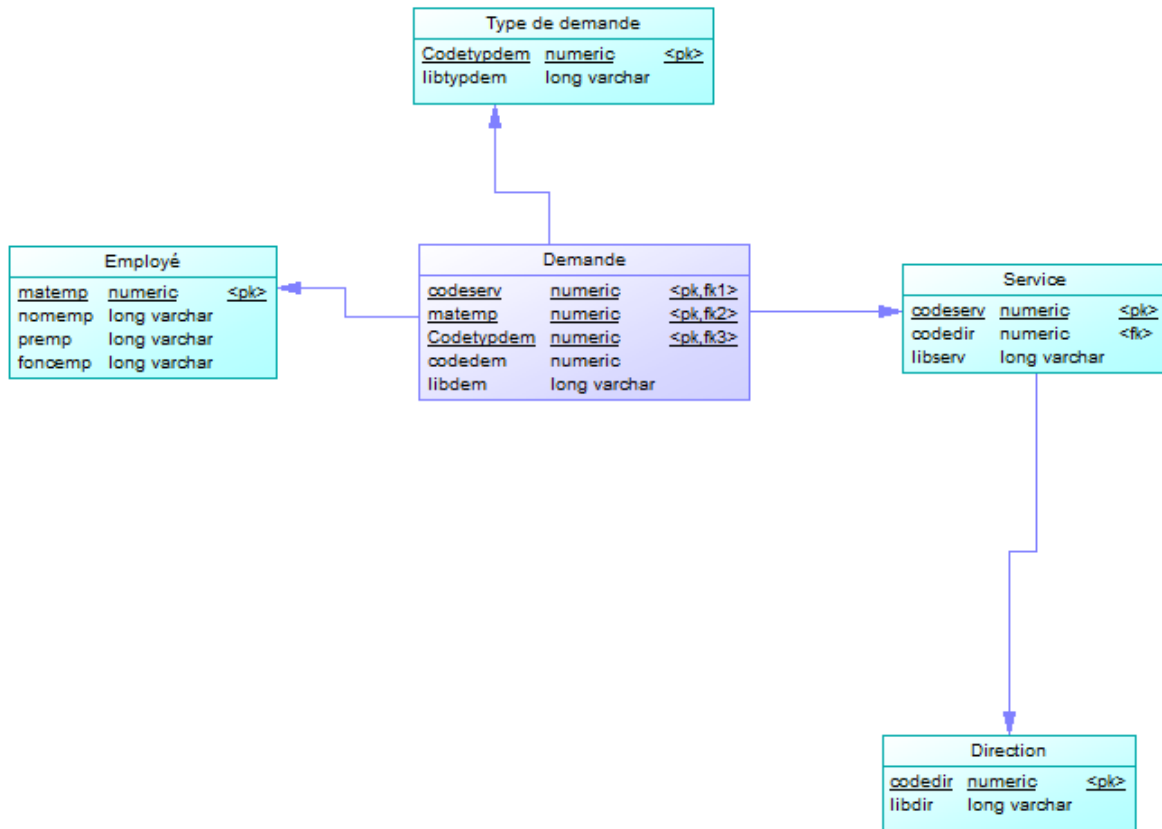 Type de demande
Codetypdem numeric <pk>
libtypdem long varchar
Employé
matemp numeric <pk>
nomemp long varchar
premp long varchar
foncemp long varchar
Demande
codeserv numeric <pk,fk1>
matemp numeric <pk,fk2>
Codetypdem numeric <pk,fk3>
codedem numeric
libdem long varchar
Service
codeserv numeric <pk>
codedir numeric <fk>
libserv long varchar
Direction
codedir numeric <pk>
libdir long varchar